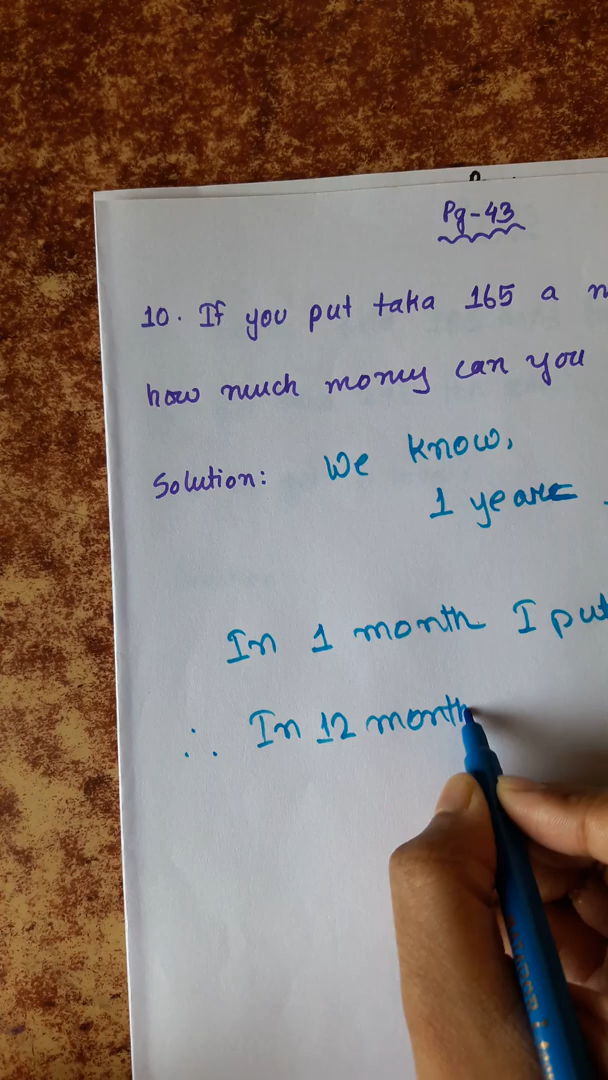 Pg-43
10. If you put taka 165 a
how much money can you
Solution: We know,
1 year
In 1 month I put
∴ In 12 month